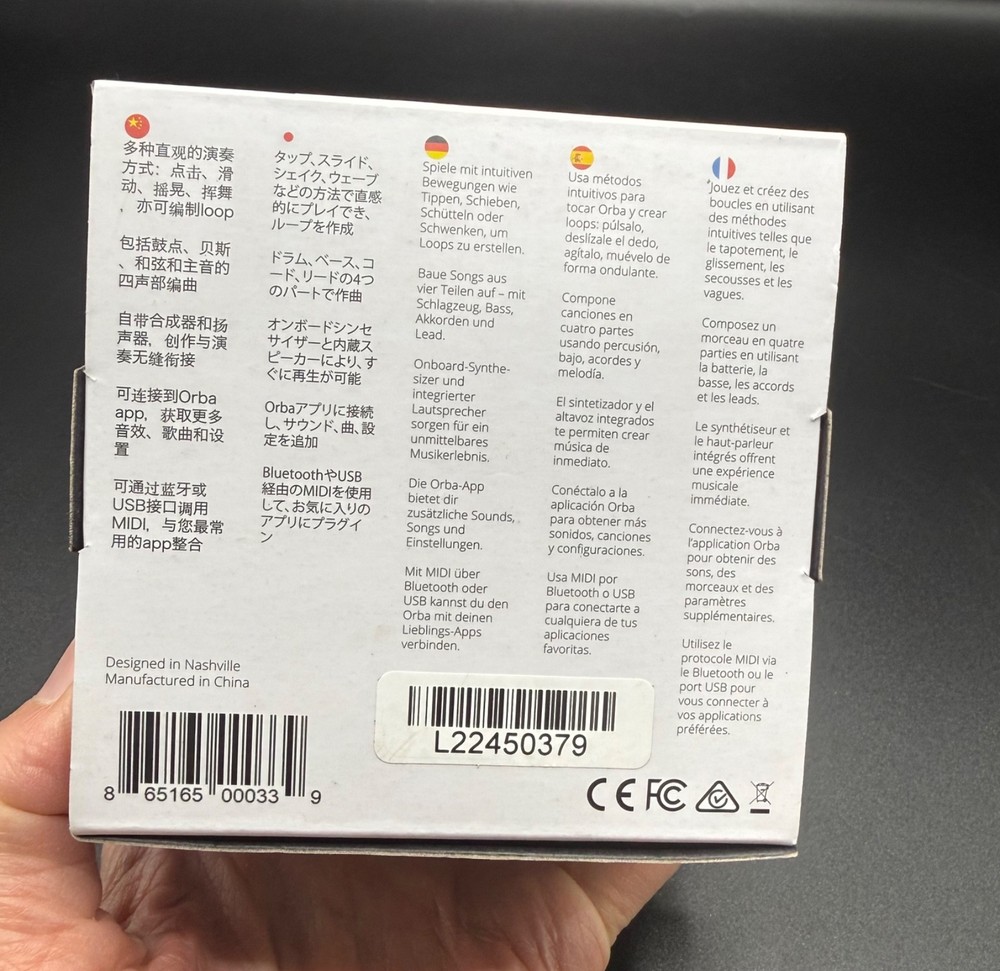 多种直观的演奏
方式：点击、滑
动、摇晃、挥舞
，亦可编制loop
包括鼓点、贝斯
、和弦和主音的
四声部编曲
自带合成器和扬
声器，创作与演
奏无缝衔接
可连接到Orba
app，获取更多
音效、歌曲和设
置
可通过蓝牙或
USB接口调用
MIDI，与您最常
用的app整合
タップ、スライド、
シェイク、ウェーブ
などの方法で直感
的にプレイでき、
ループを作成
ドラム、ベース、コ
ード、リードの4つ
のパートで作曲
オンボードシンセ
サイザーと内蔵ス
ピーカーにより、す
ぐに再生が可能
Orbaアプリに接続
し、サウンド、曲、設
定を追加
BluetoothやUSB
経由のMIDIを使用
して、お気に入りの
アプリにプラグイ
ン
Spiele mit intuitiven
Bewegungen wie
Tippen, Schieben,
Schütteln oder
Schwenken, um
Loops zu erstellen.
Baue Songs aus
vier Teilen auf – mit
Schlagzeug, Bass,
Akkorden und
Lead.
Onboard-Synthe-
sizer und
integrierter
Lautsprecher
sorgen für ein
unmittelbares
Musikerlebnis.
Die Orba-App
bietet dir
zusätzliche Sounds,
Songs und
Einstellungen.
Mit MIDI über
Bluetooth oder
USB kannst du den
Orba mit deinen
Lieblings-Apps
verbinden.
Usa métodos
intuitivos para
tocar Orba y crear
loops: púlsalo,
deslízale el dedo,
agítalo, muévelo de
forma ondulante.
Compone
canciones en
cuatro partes
usando percusión,
bajo, acordes y
melodía.
El sintetizador y el
altavoz integrados
te permiten crear
música de
inmediato.
Conéctalo a la
aplicación Orba
para obtener más
sonidos, canciones
y configuraciones.
Usa MIDI por
Bluetooth o USB
para conectarte a
cualquiera de tus
aplicaciones
favoritas.
Jouez et créez des
boucles en utilisant
des méthodes
intuitives telles que
le tapotement, le
glissement, les
secousses et les
vagues.
Composez un
morceau en quatre
parties en utilisant
la batterie, la
basse, les accords
et les leads.
Le synthétiseur et
le haut-parleur
intégrés offrent
une expérience
musicale
immédiate.
Connectez-vous à
l'application Orba
pour obtenir des
sons, des
morceaux et des
paramètres
supplémentaires.
Utilisez le
protocole MIDI via
le Bluetooth ou le
port USB pour
vous connecter à
vos applications
préférées.
Designed in Nashville
Manufactured in China
8 65165 00033 9
L22450379
CE FC